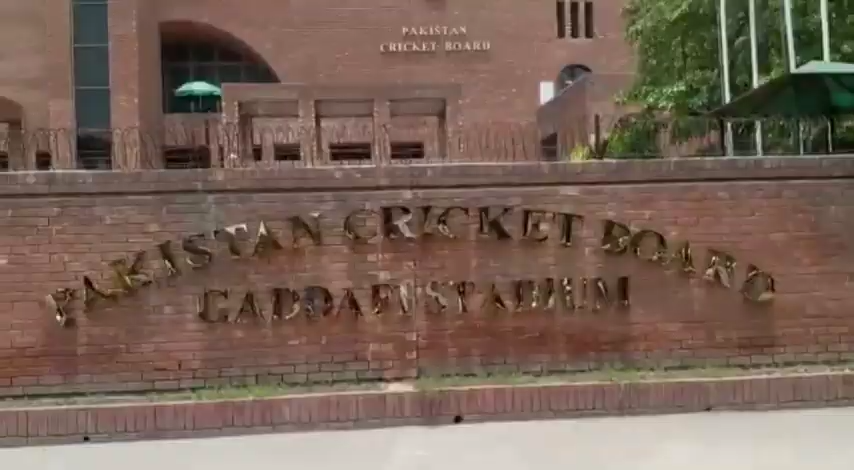 PAKISTAN
CRICKET BOARD
PAKISTAN CRICKET BOARD
GADDAFI STADIUM